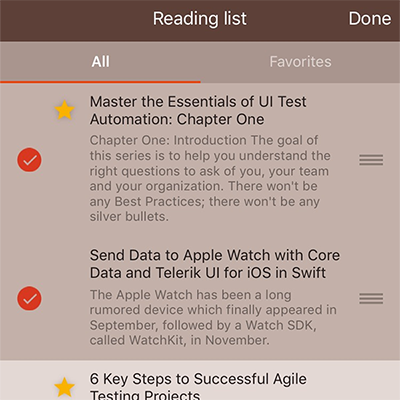 Reading list
Done
All
Favorites
Master the Essentials of UI Test
Automation: Chapter One
Chapter One: Introduction The goal of
this series is to help you understand the
right questions to ask of you, your team
and your organization. There won't be
any Best Practices; there won't be any
silver bullets.
Send Data to Apple Watch with Core
Data and Telerik UI for iOS in Swift
The Apple Watch has been a long
rumored device which finally appeared in
September, followed by a Watch SDK,
called WatchKit, in November.
6 Key Steps to Successful Agile
Testing Projects